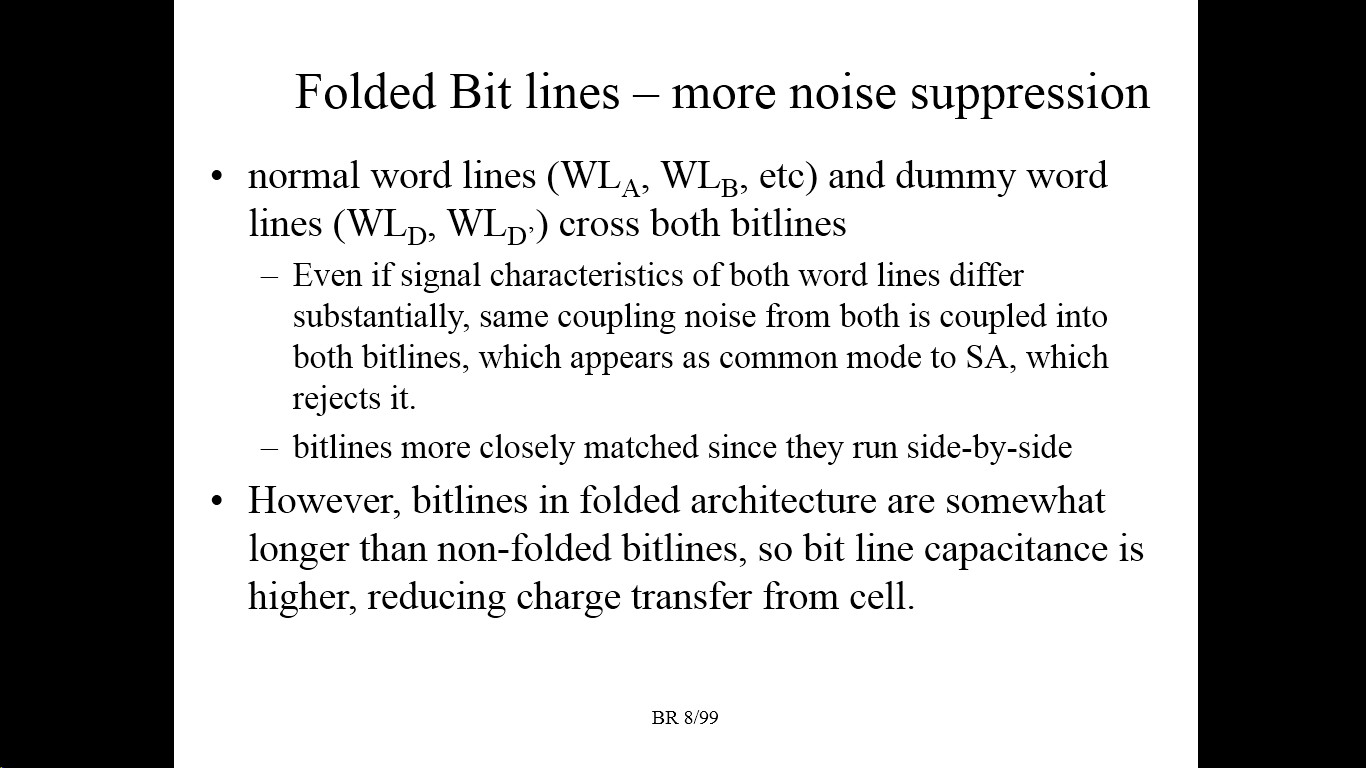 Folded Bit lines – more noise suppression
• normal word lines (WLA, WLB, etc) and dummy word
lines (WLD, WLD’) cross both bitlines
– Even if signal characteristics of both word lines differ
substantially, same coupling noise from both is coupled into
both bitlines, which appears as common mode to SA, which
rejects it.
– bitlines more closely matched since they run side-by-side
• However, bitlines in folded architecture are somewhat
longer than non-folded bitlines, so bit line capacitance is
higher, reducing charge transfer from cell.
BR 8/99